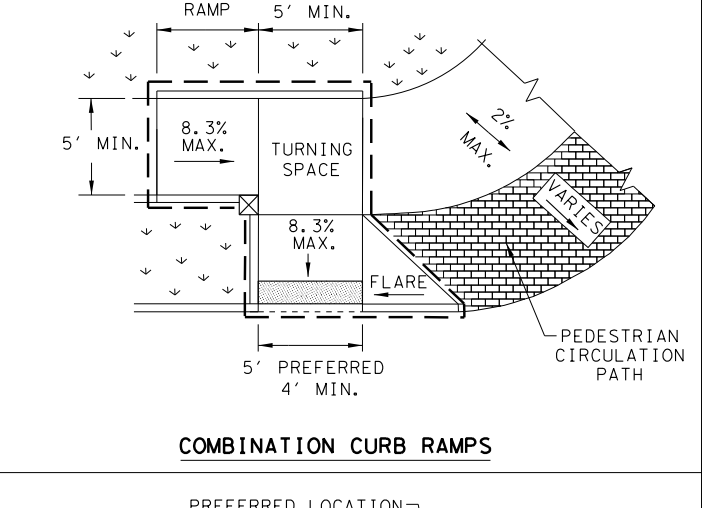 RAMP
5' MIN.
5' MIN.
8.3%
MAX.
TURNING
SPACE
2%
MAX.
VARIES
8.3%
MAX.
FLARE
PEDESTRIAN
CIRCULATION
PATH
5' PREFERRED
4' MIN.
COMBINATION CURB RAMPS
PREFERRED LOCATION